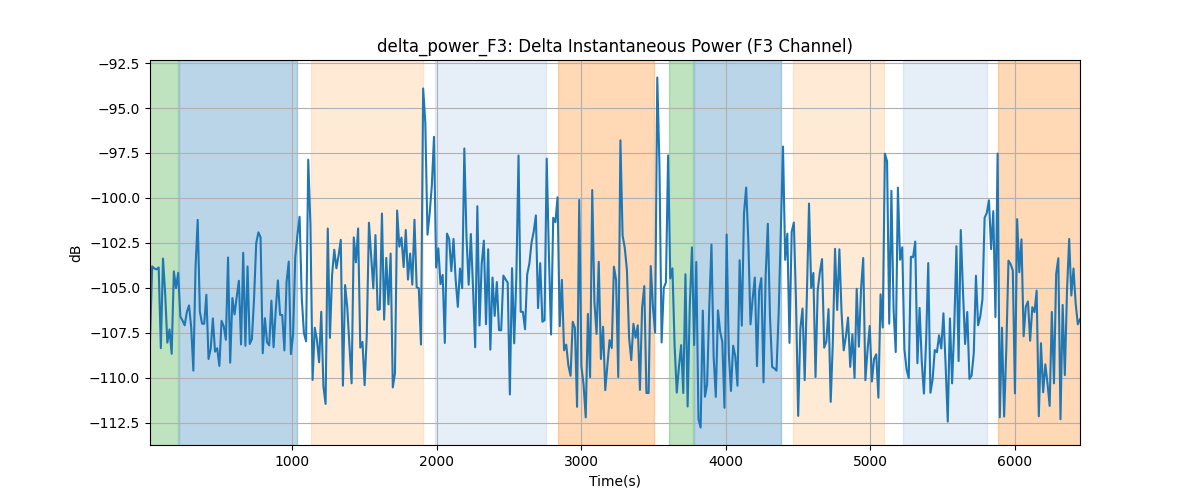 delta_power_F3: Delta Instantaneous Power (F3 Channel)
−92.5
−95.0
−97.5
−100.0
−102.5
−105.0
−107.5
−110.0
−112.5
dB
1000 2000 3000 4000 5000 6000
Time(s)